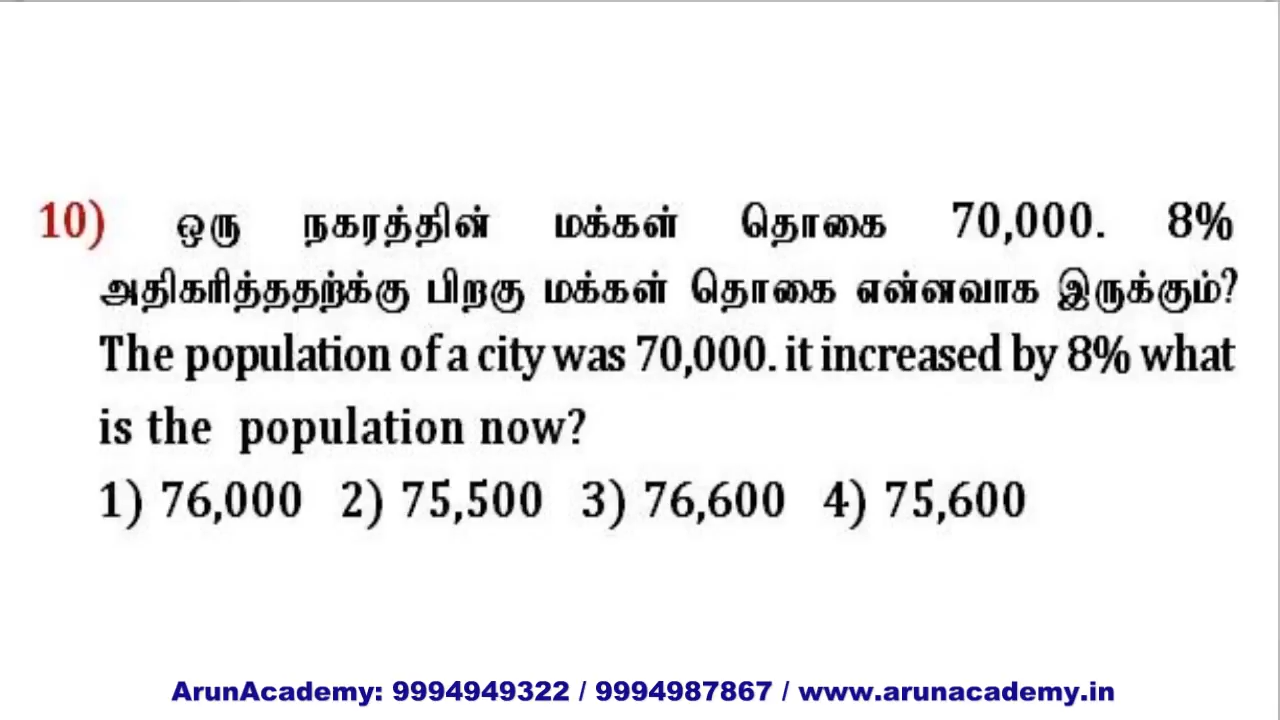 10) ஒரு நகரத்தின் மக்கள் தொகை 70,000. 8%
அதிகரித்ததற்க்கு பிறகு மக்கள் தொகை என்னவாக இருக்கும்?
The population of a city was 70,000. it increased by 8% what
is the population now?
1) 76,000 2) 75,500 3) 76,600 4) 75,600
ArunAcademy: 9994949322 / 9994987867 / www.arunacademy.in